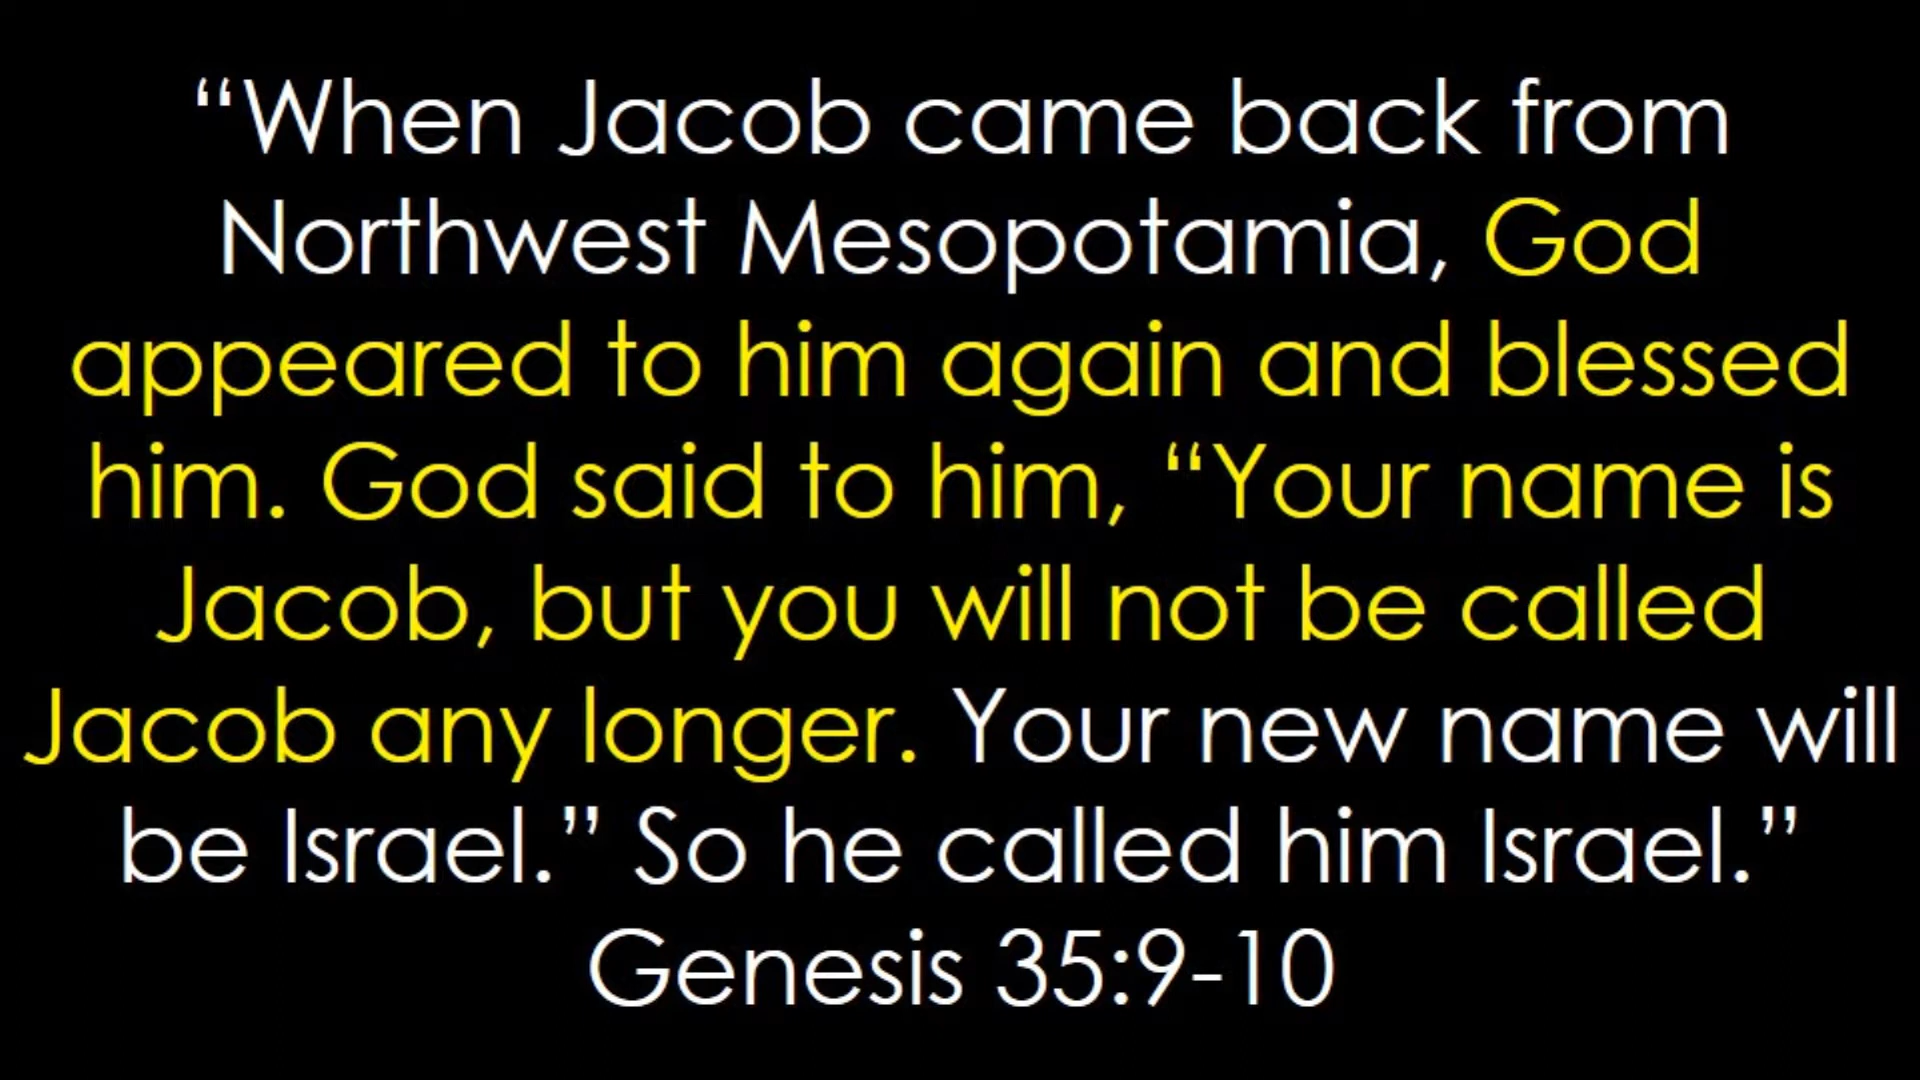 “When Jacob came back from
Northwest Mesopotamia, God
appeared to him again and blessed
him. God said to him, “Your name is
Jacob, but you will not be called
Jacob any longer. Your new name will
be Israel.” So he called him Israel.”
Genesis 35:9-10